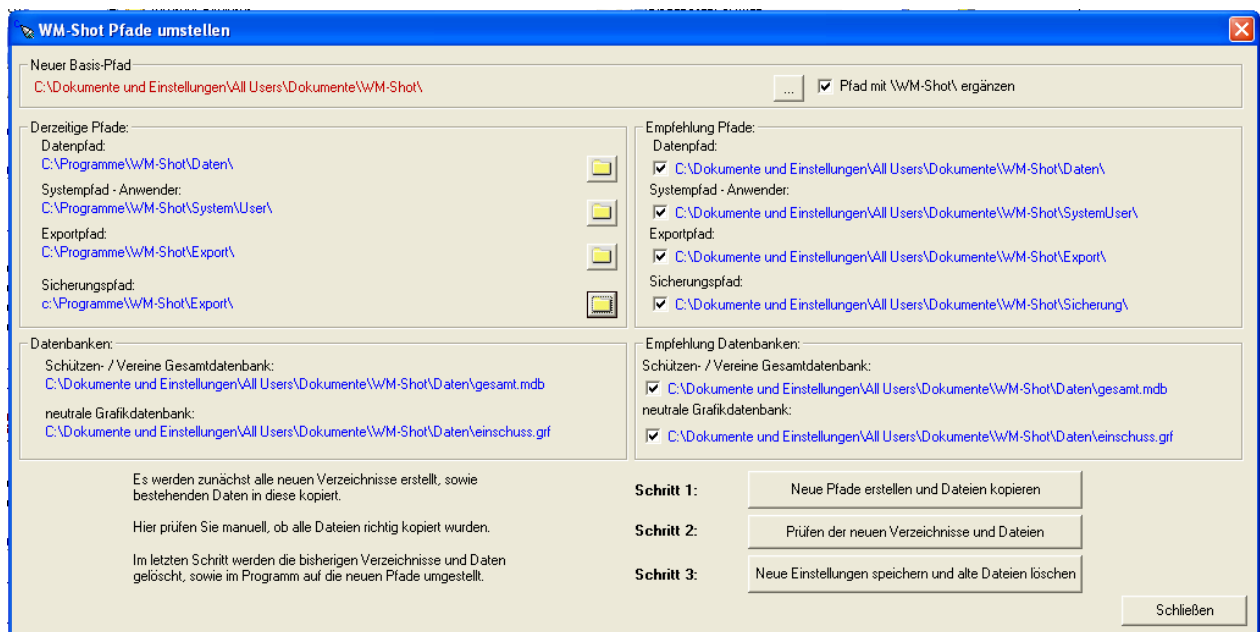 WM-Shot Pfade umstellen
Neuer Basis-Pfad
C:\Dokumente und Einstellungen\All Users\Dokumente\WM-Shot\
...
Pfad mit \WM-Shot\ ergänzen
Derzeitige Pfade:
Datenpfad:
C:\Programme\WM-Shot\Daten\
Systempfad - Anwender:
C:\Programme\WM-Shot\System\User\
Exportpfad:
C:\Programme\WM-Shot\Export\
Sicherungspfad:
c:\Programme\WM-Shot\Export\
Empfehlung Pfade:
Datenpfad:
C:\Dokumente und Einstellungen\All Users\Dokumente\WM-Shot\Daten\
Systempfad - Anwender:
C:\Dokumente und Einstellungen\All Users\Dokumente\WM-Shot\SystemUser\
Exportpfad:
C:\Dokumente und Einstellungen\All Users\Dokumente\WM-Shot\Export\
Sicherungspfad:
C:\Dokumente und Einstellungen\All Users\Dokumente\WM-Shot\Sicherung\
Datenbanken:
Schützen- / Vereine Gesamtdatenbank:
C:\Dokumente und Einstellungen\All Users\Dokumente\WM-Shot\Daten\gesamt.mdb
neutrale Grafikdatenbank:
C:\Dokumente und Einstellungen\All Users\Dokumente\WM-Shot\Daten\einschuss.grf
Empfehlung Datenbanken:
Schützen- / Vereine Gesamtdatenbank:
C:\Dokumente und Einstellungen\All Users\Dokumente\WM-Shot\Daten\gesamt.mdb
neutrale Grafikdatenbank:
C:\Dokumente und Einstellungen\All Users\Dokumente\WM-Shot\Daten\einschuss.grf
Es werden zunächst alle neuen Verzeichnisse erstellt, sowie
bestehenden Daten in diese kopiert.
Schritt 1:
Neue Pfade erstellen und Dateien kopieren
Hier prüfen Sie manuell, ob alle Dateien richtig kopiert wurden.
Schritt 2:
Prüfen der neuen Verzeichnisse und Dateien
Im letzten Schritt werden die bisherigen Verzeichnisse und Daten
gelöscht, sowie im Programm auf die neuen Pfade umgestellt.
Schritt 3:
Neue Einstellungen speichern und alte Dateien löschen
Schließen